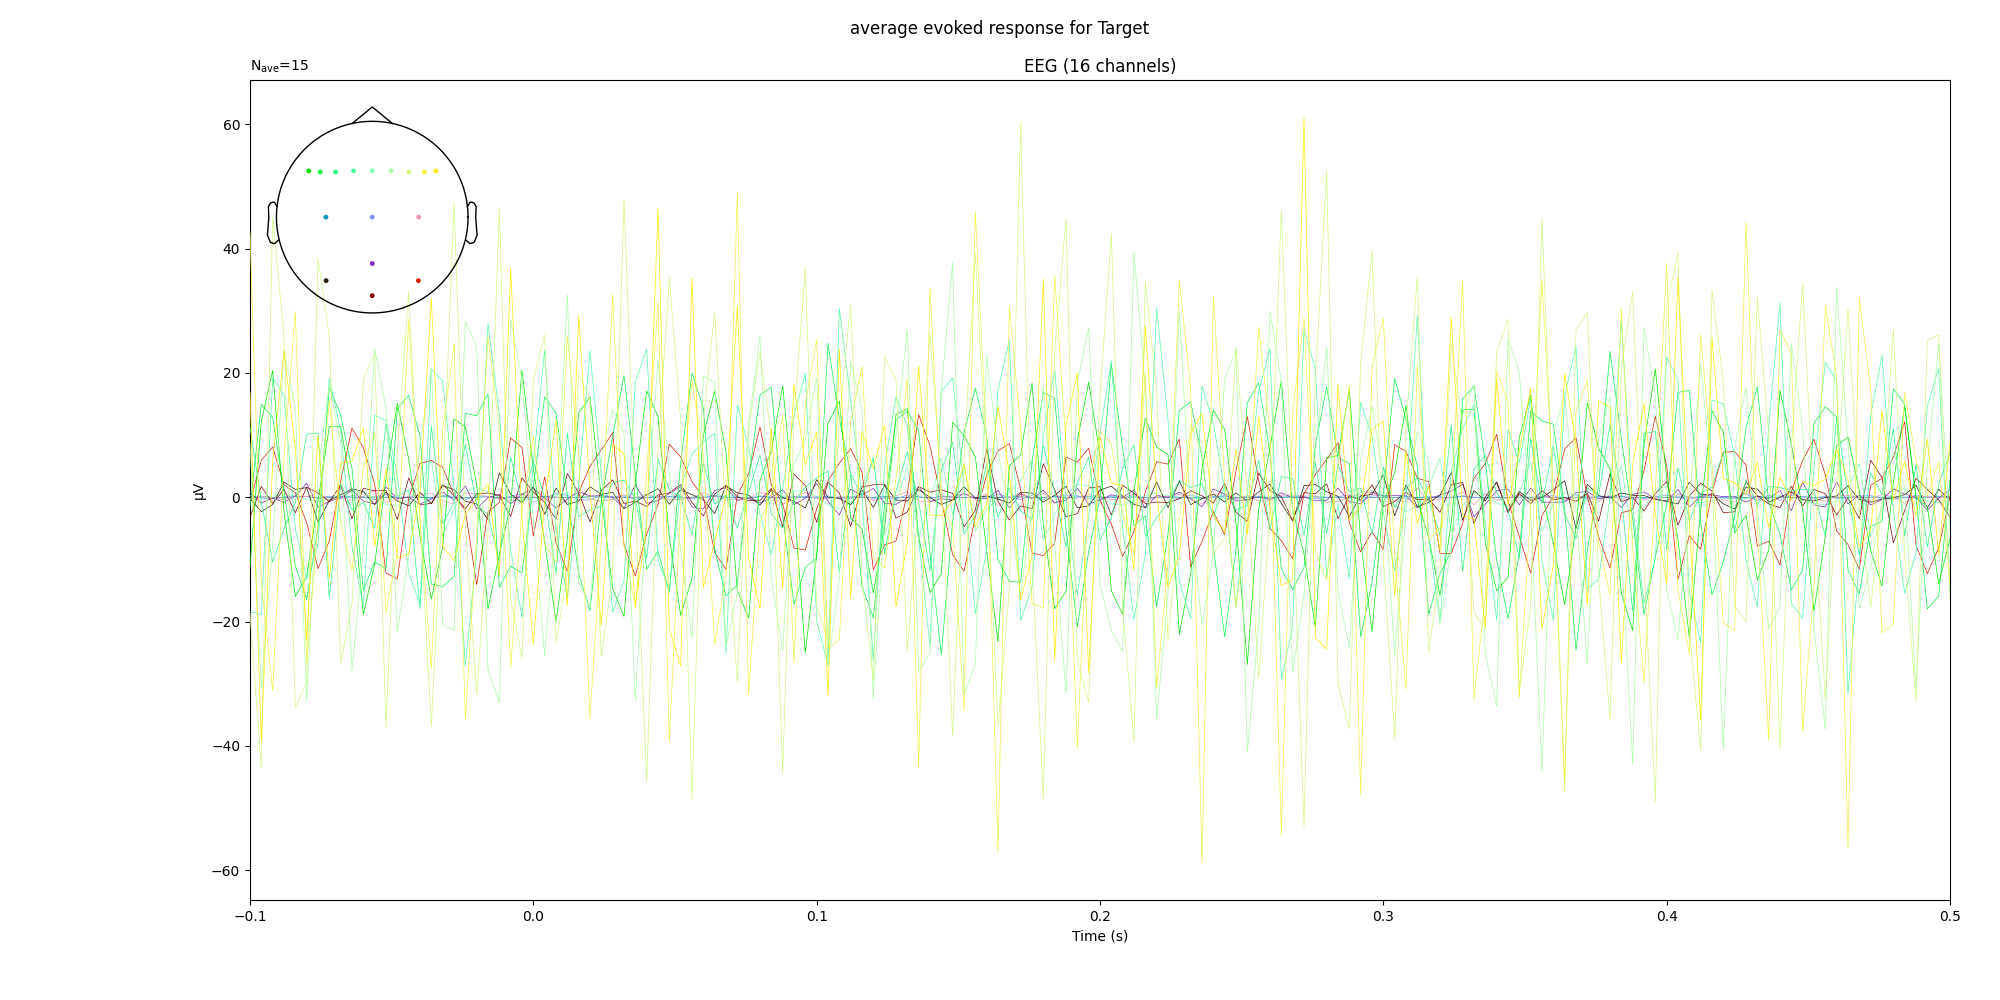 average evoked response for Target
Nave=15
EEG (16 channels)
60
40
20
0
−20
−40
−60
µV
−0.1 0.0 0.1 0.2 0.3 0.4 0.5
Time (s)